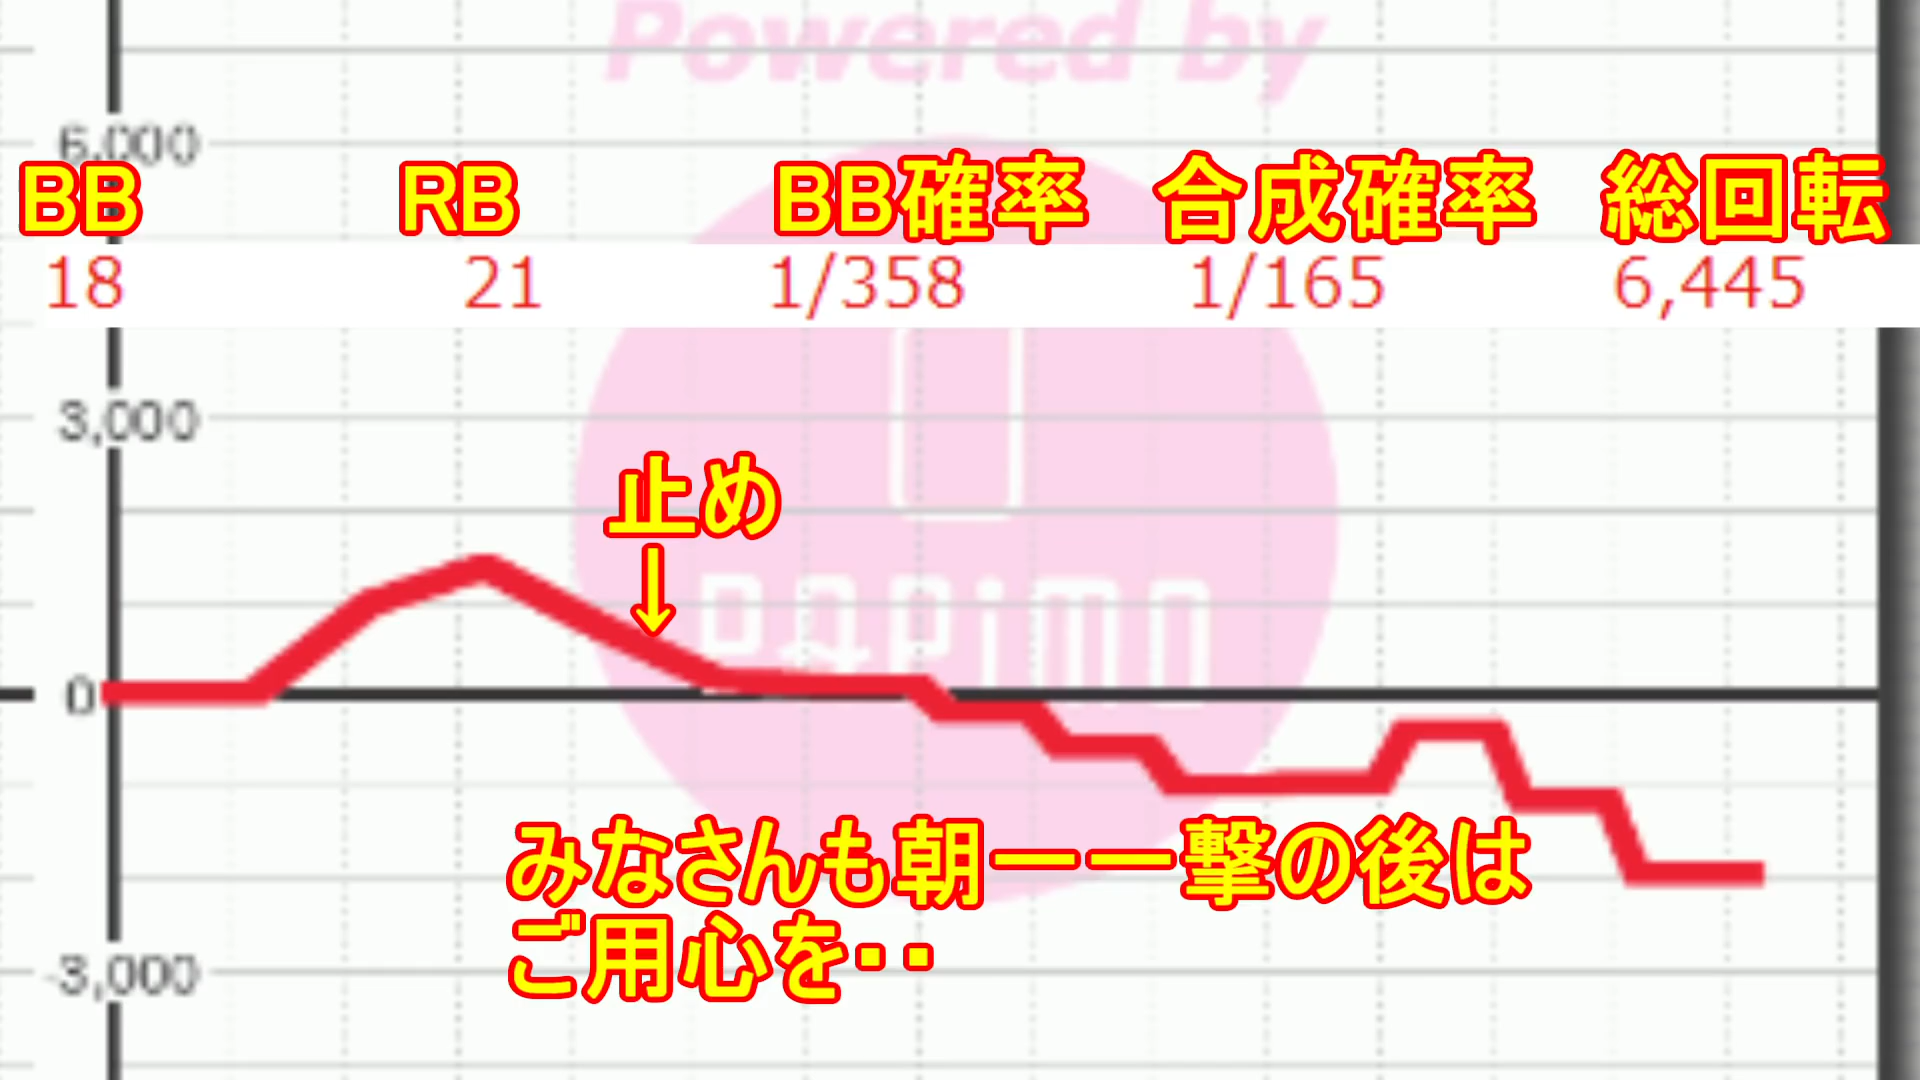 Powered by
6,000
BB RB BB確率 合成確率 総回転
18 21 1/358 1/165 6,445
3,000
止め
↓
PAPimo
0
みなさんも朝一一撃の後は
ご用心を‥
-3,000